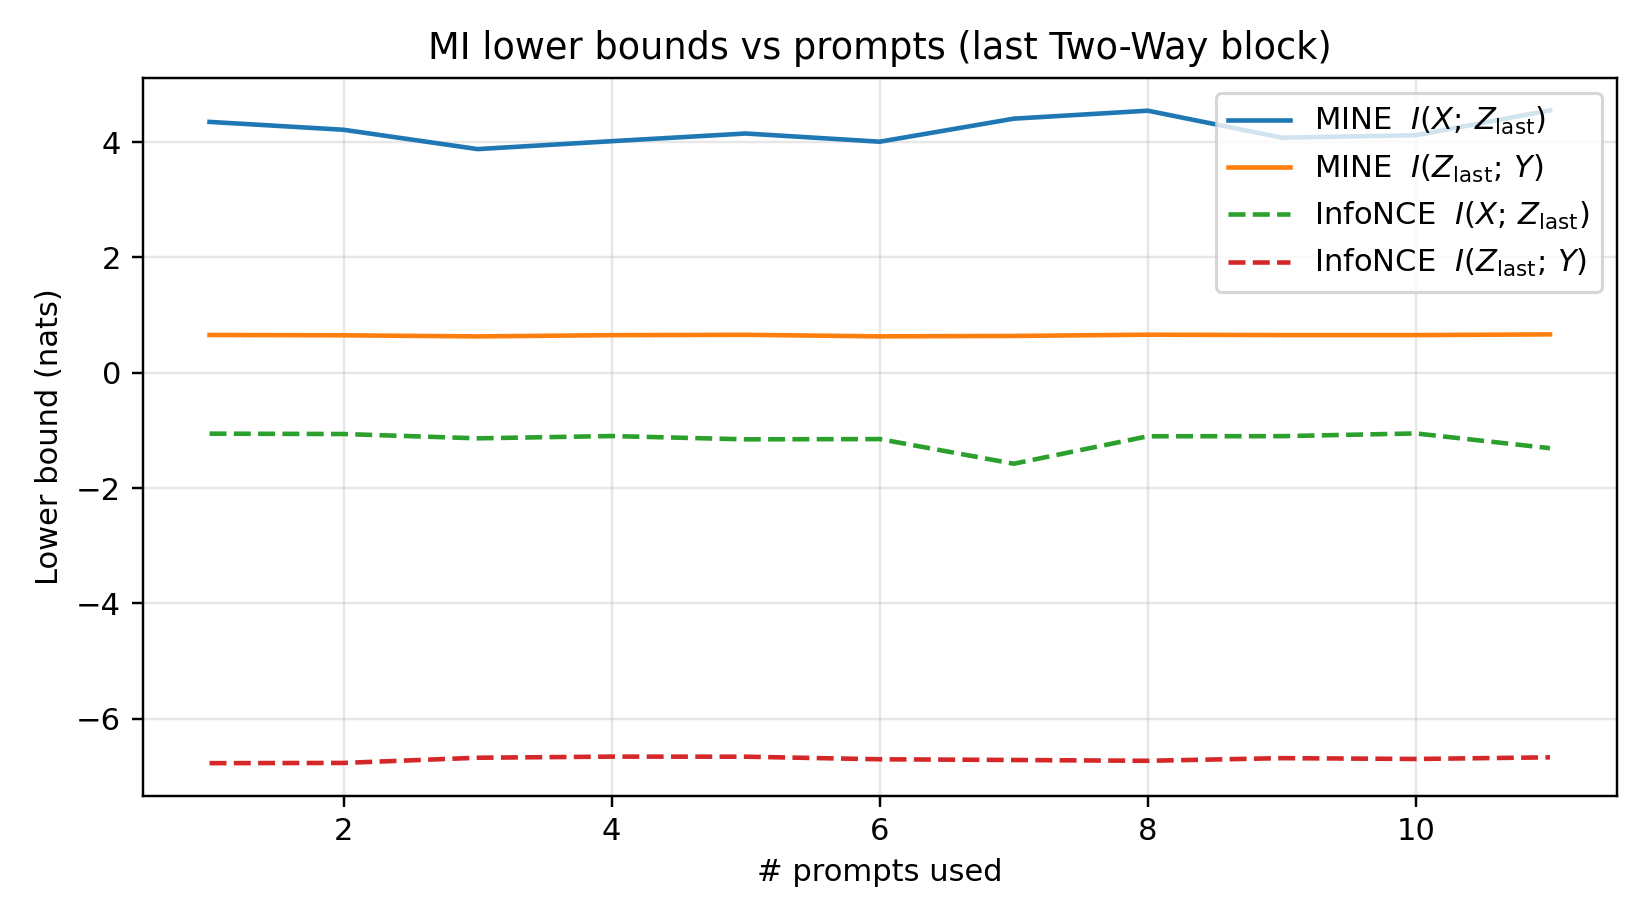 MI lower bounds vs prompts (last Two-Way block)
MINE I(X; Z_last)
MINE I(Z_last; Y)
InfoNCE I(X; Z_last)
InfoNCE I(Z_last; Y)
Lower bound (nats)
4
2
0
−2
−4
−6
2 4 6 8 10
# prompts used